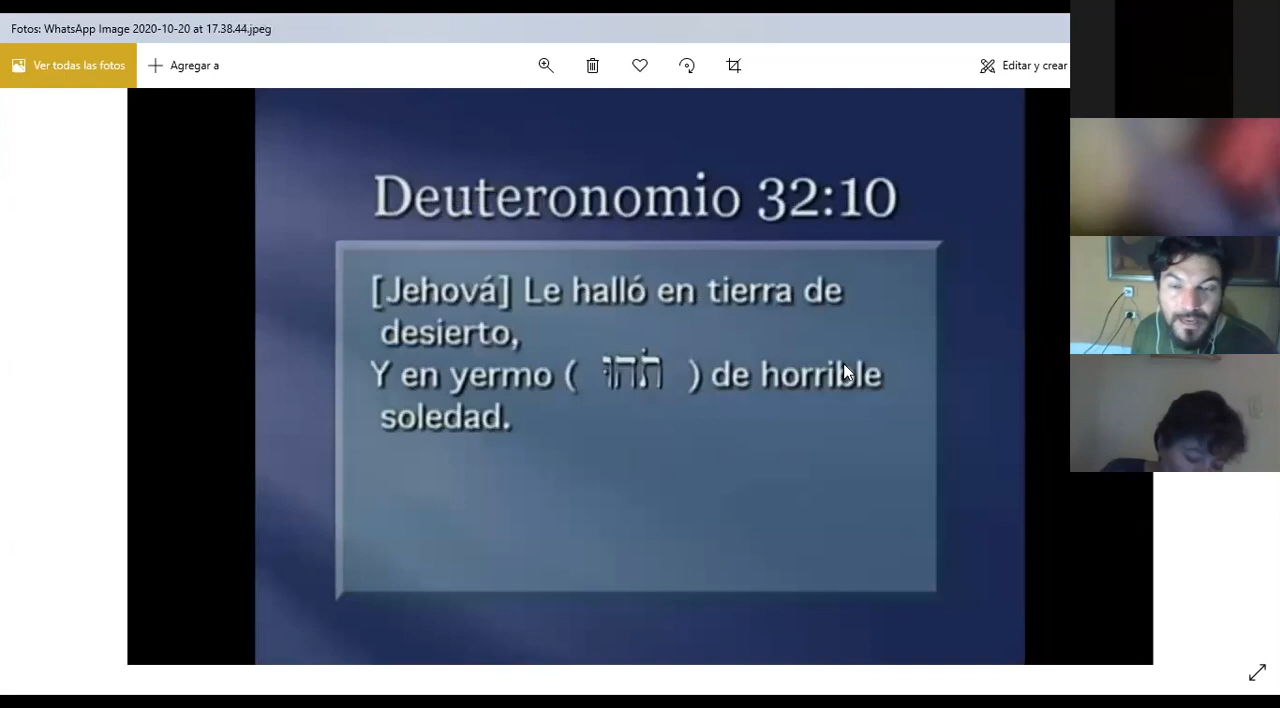 Fotos: WhatsApp Image 2020-10-20 at 17.38.44.jpeg
Ver todas las fotos
Agregar a
Editar y crear
Deuteronomio 32:10
[Jehová] Le halló en tierra de
desierto,
Y en yermo ( תֹהוּ ) de horrible
soledad.